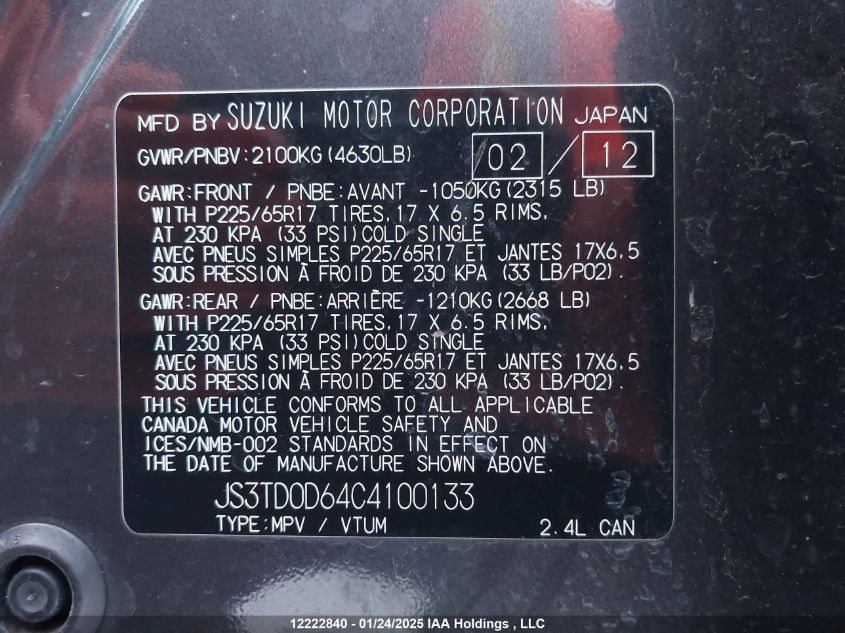 MFD BY SUZUKI MOTOR CORPORATION JAPAN
GVWR/PNBV:2100KG(4630LB) 02 / 12
GAWR:FRONT / PNBE:AVANT -1050KG(2315 LB)
WITH P225/65R17 TIRES,17 X 6.5 RIMS,
AT 230 KPA (33 PSI)COLD SINGLE
AVEC PNEUS SIMPLES P225/65R17 ET JANTES 17X6.5
SOUS PRESSION À FROID DE 230 KPA (33 LB/PO2).
GAWR:REAR / PNBE:ARRIÈRE -1210KG(2668 LB)
WITH P225/65R17 TIRES,17 X 6.5 RIMS,
AT 230 KPA (33 PSI)COLD SINGLE
AVEC PNEUS SIMPLES P225/65R17 ET JANTES 17X6.5
SOUS PRESSION À FROID DE 230 KPA (33 LB/PO2).
THIS VEHICLE CONFORMS TO ALL APPLICABLE
CANADA MOTOR VEHICLE SAFETY AND
ICES/NMB-002 STANDARDS IN EFFECT ON
THE DATE OF MANUFACTURE SHOWN ABOVE.
JS3TD0D64C4100133
TYPE:MPV / VTUM 2.4L CAN
12222840 - 01/24/2025 IAA Holdings , LLC